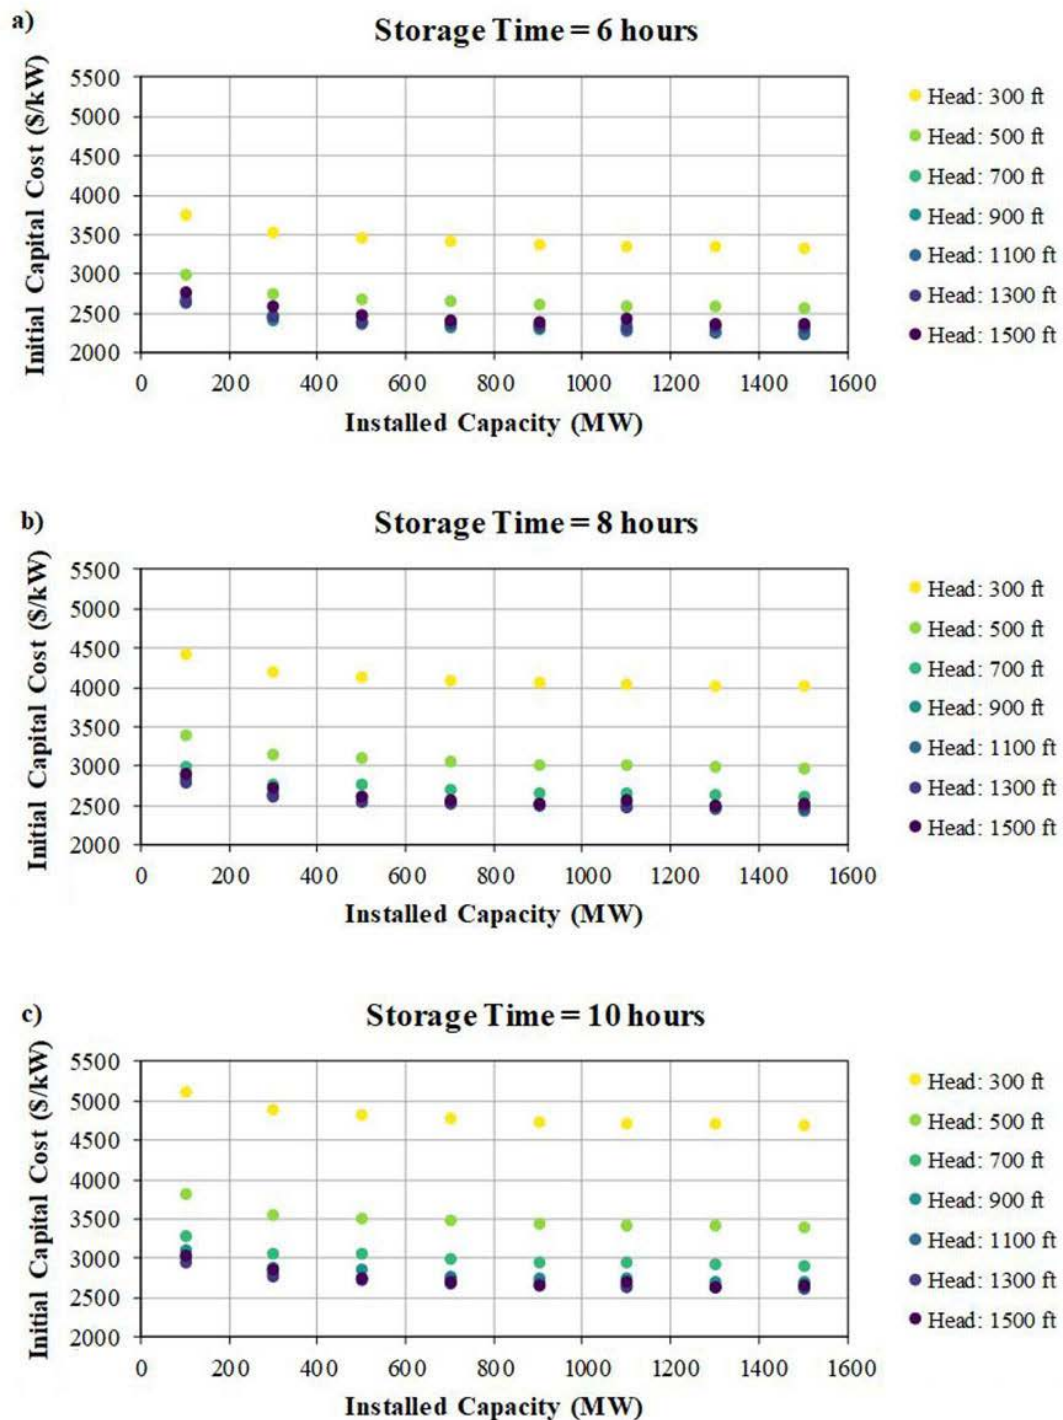 a)
Storage Time = 6 hours
Initial Capital Cost ($/kW)
5500
5000
4500
4000
3500
3000
2500
2000
0 200 400 600 800 1000 1200 1400 1600
Installed Capacity (MW)
Head: 300 ft
Head: 500 ft
Head: 700 ft
Head: 900 ft
Head: 1100 ft
Head: 1300 ft
Head: 1500 ft
b)
Storage Time = 8 hours
Initial Capital Cost ($/kW)
5500
5000
4500
4000
3500
3000
2500
2000
0 200 400 600 800 1000 1200 1400 1600
Installed Capacity (MW)
Head: 300 ft
Head: 500 ft
Head: 700 ft
Head: 900 ft
Head: 1100 ft
Head: 1300 ft
Head: 1500 ft
c)
Storage Time = 10 hours
Initial Capital Cost ($/kW)
5500
5000
4500
4000
3500
3000
2500
2000
0 200 400 600 800 1000 1200 1400 1600
Installed Capacity (MW)
Head: 300 ft
Head: 500 ft
Head: 700 ft
Head: 900 ft
Head: 1100 ft
Head: 1300 ft
Head: 1500 ft